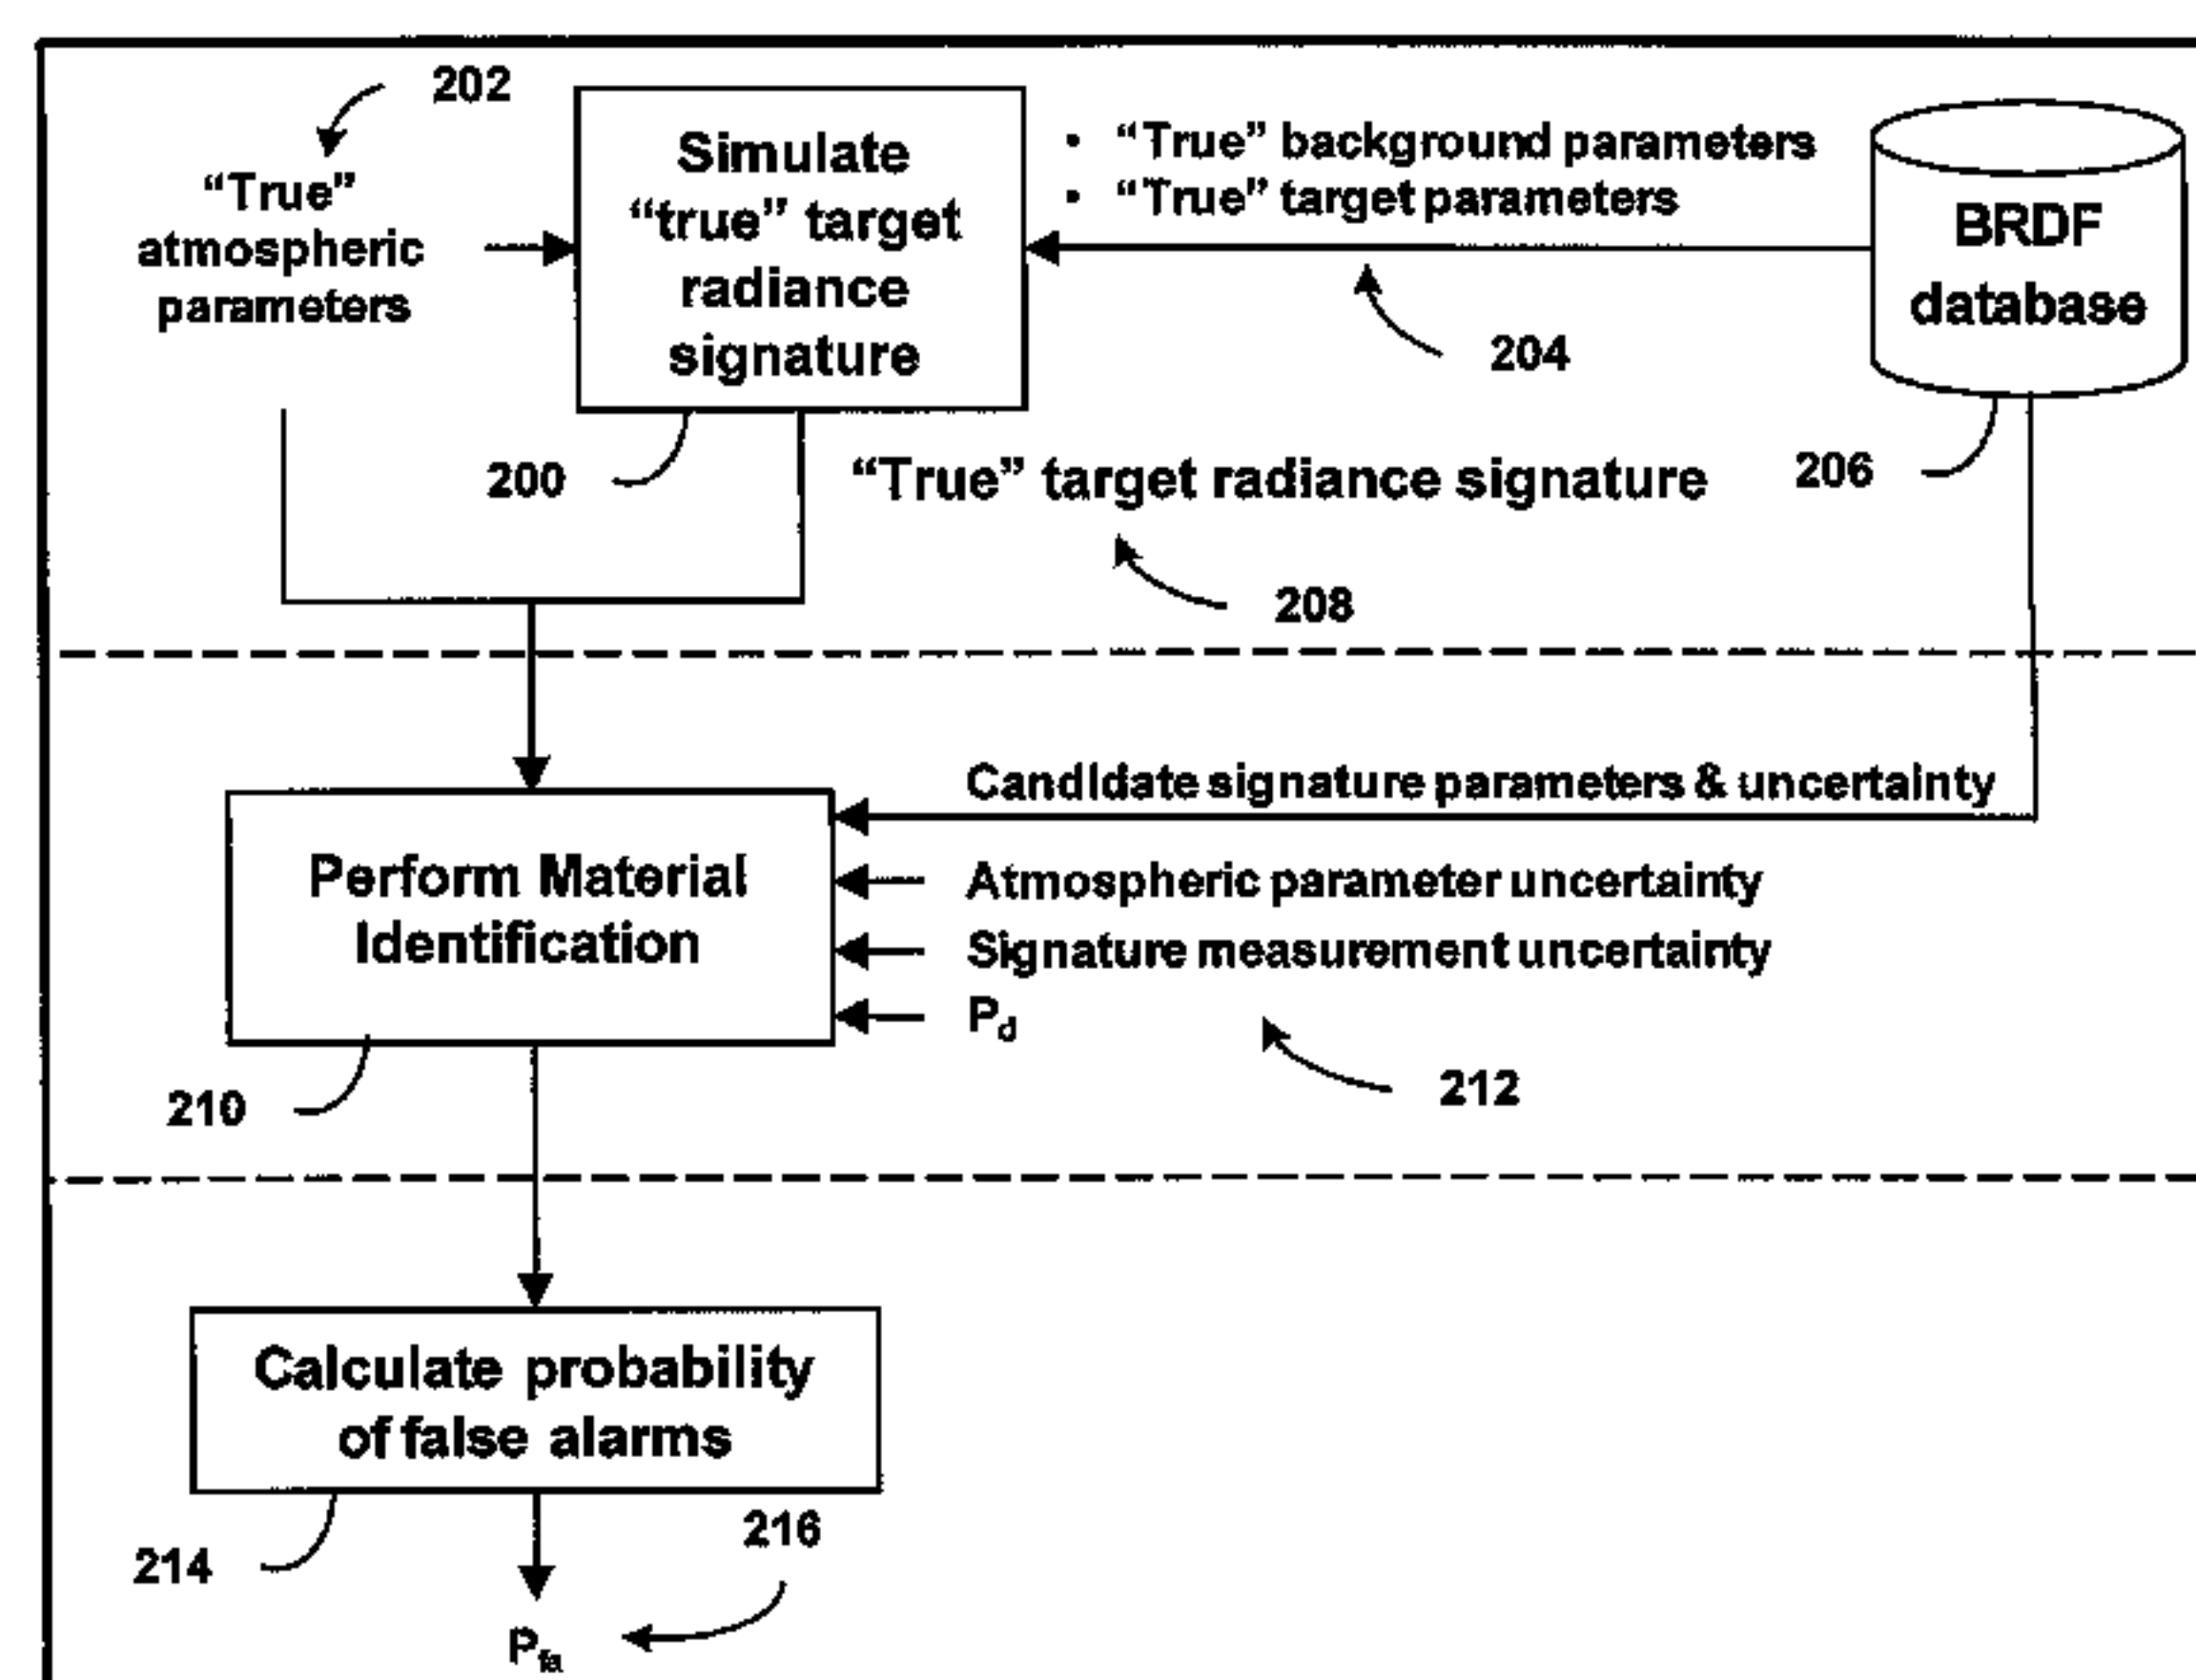 202
“True”
atmospheric
parameters
Simulate
“true” target
radiance
signature
• “True” background parameters
• “True” target parameters
BRDF
database
204
200
“True” target radiance signature
206
208
Candidate signature parameters & uncertainty
Perform Material
Identification
Atmospheric parameter uncertainty
Signature measurement uncertainty
Pd
210
212
Calculate probability
of false alarms
214
216
Pfa